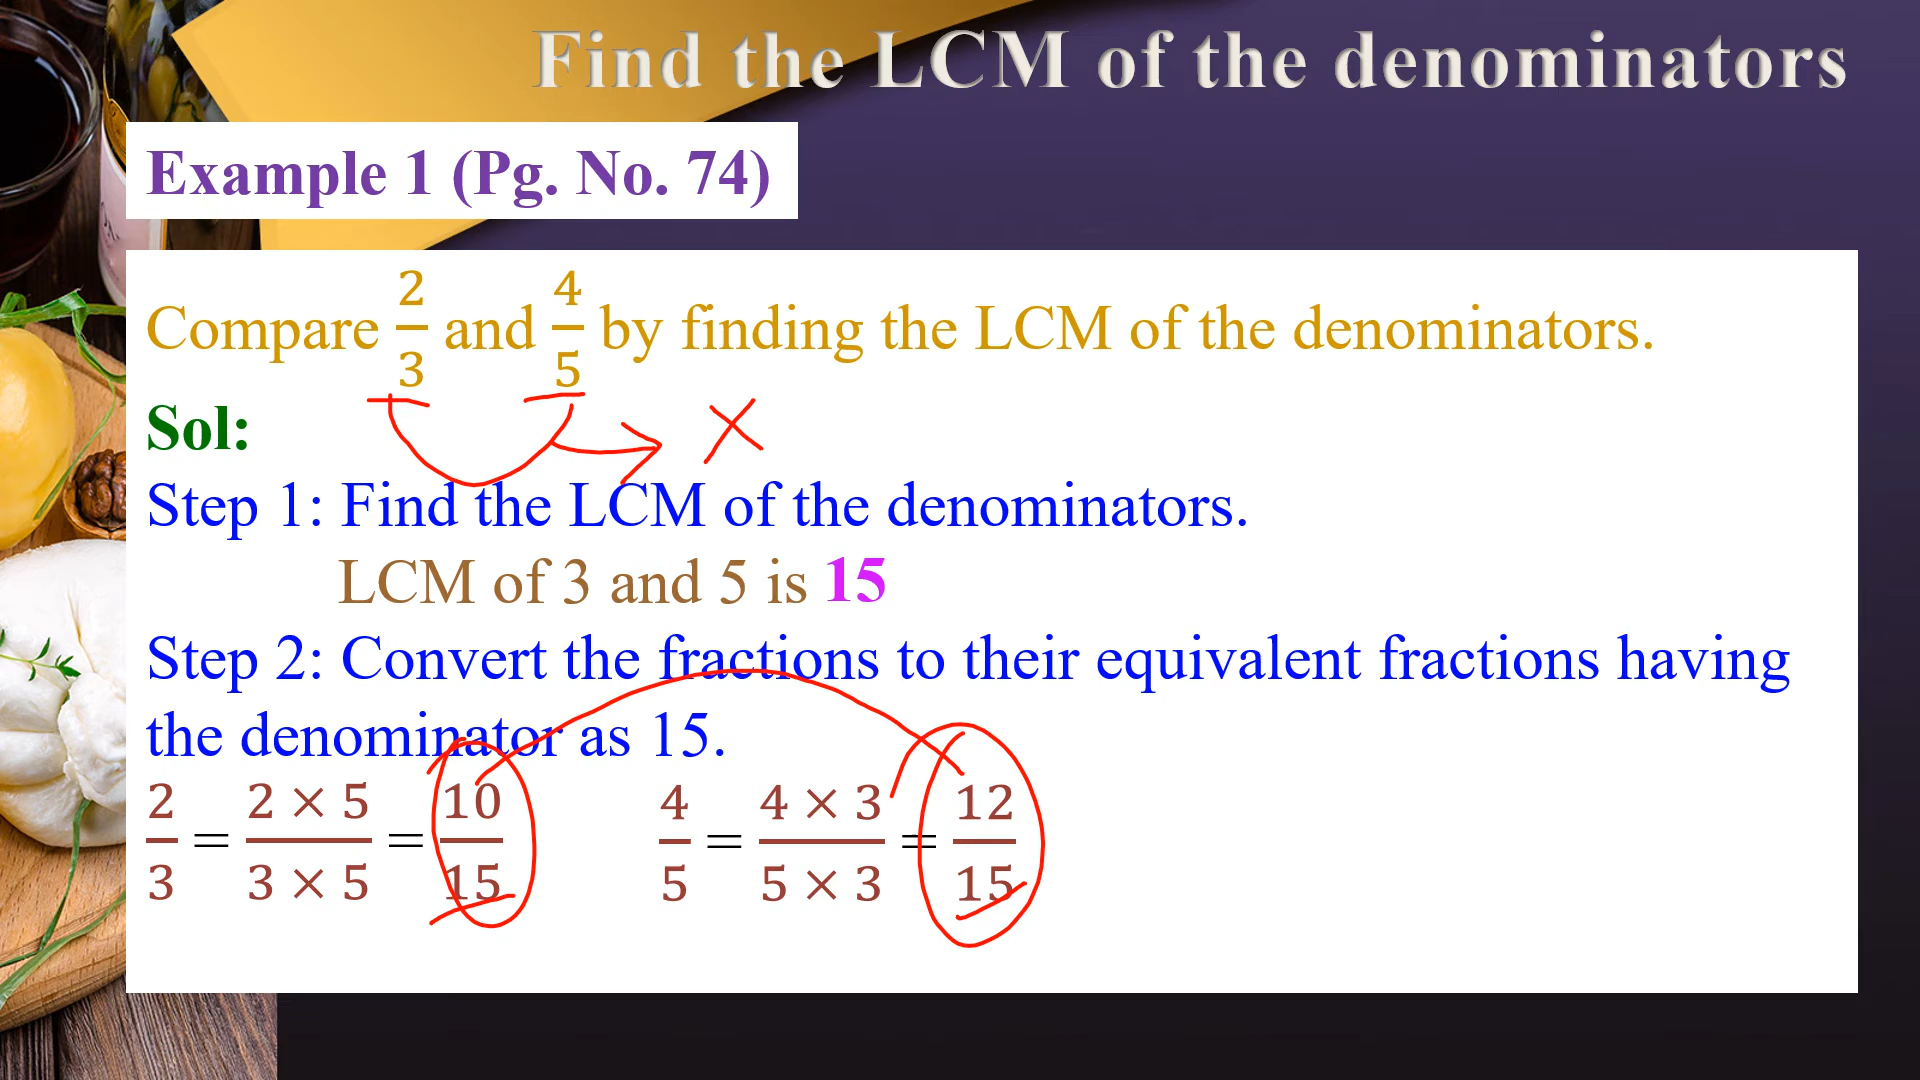 Find the LCM of the denominators
Example 1 (Pg. No. 74)
Compare 2/3 and 4/5 by finding the LCM of the denominators.
Sol:
Step 1: Find the LCM of the denominators.
LCM of 3 and 5 is 15
Step 2: Convert the fractions to their equivalent fractions having
the denominator as 15.
2/3 = (2 × 5)/(3 × 5) = 10/15 4/5 = (4 × 3)/(5 × 3) = 12/15